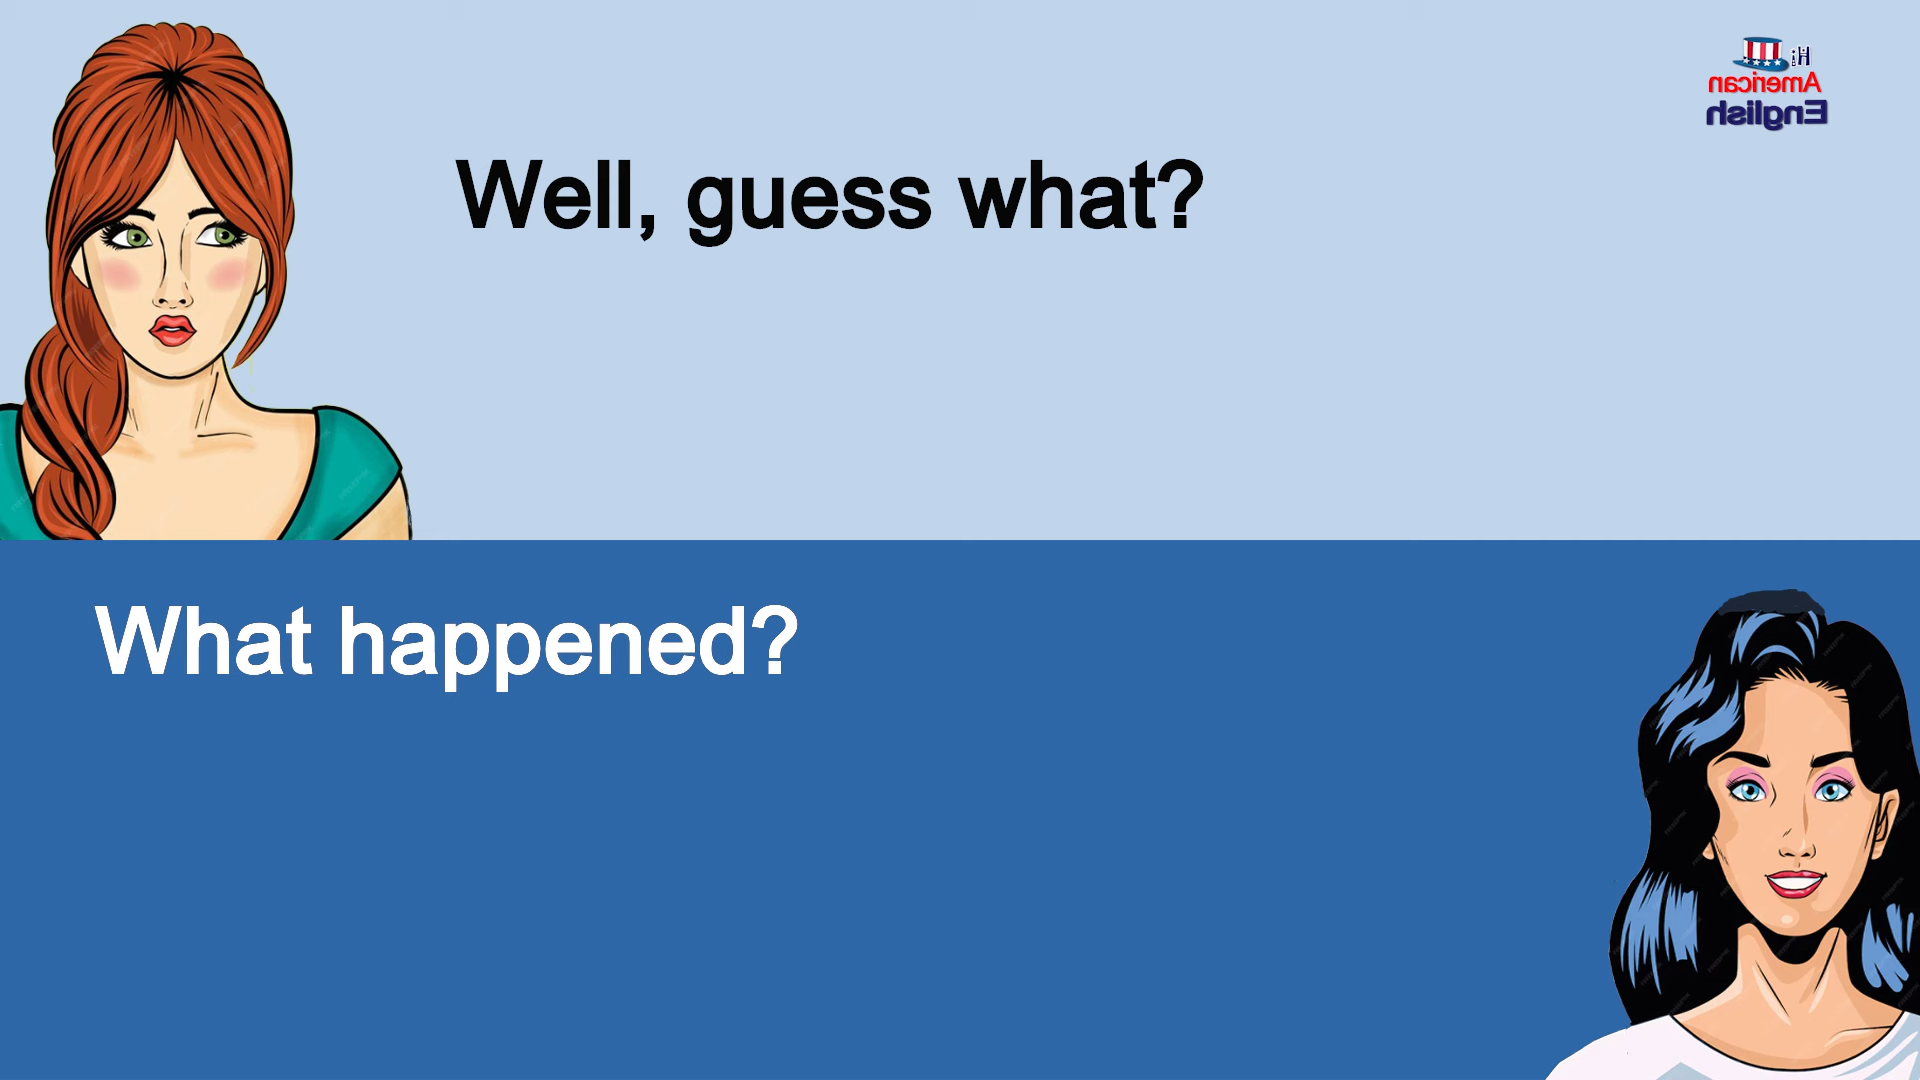 Hi
American
English
Well, guess what?
What happened?